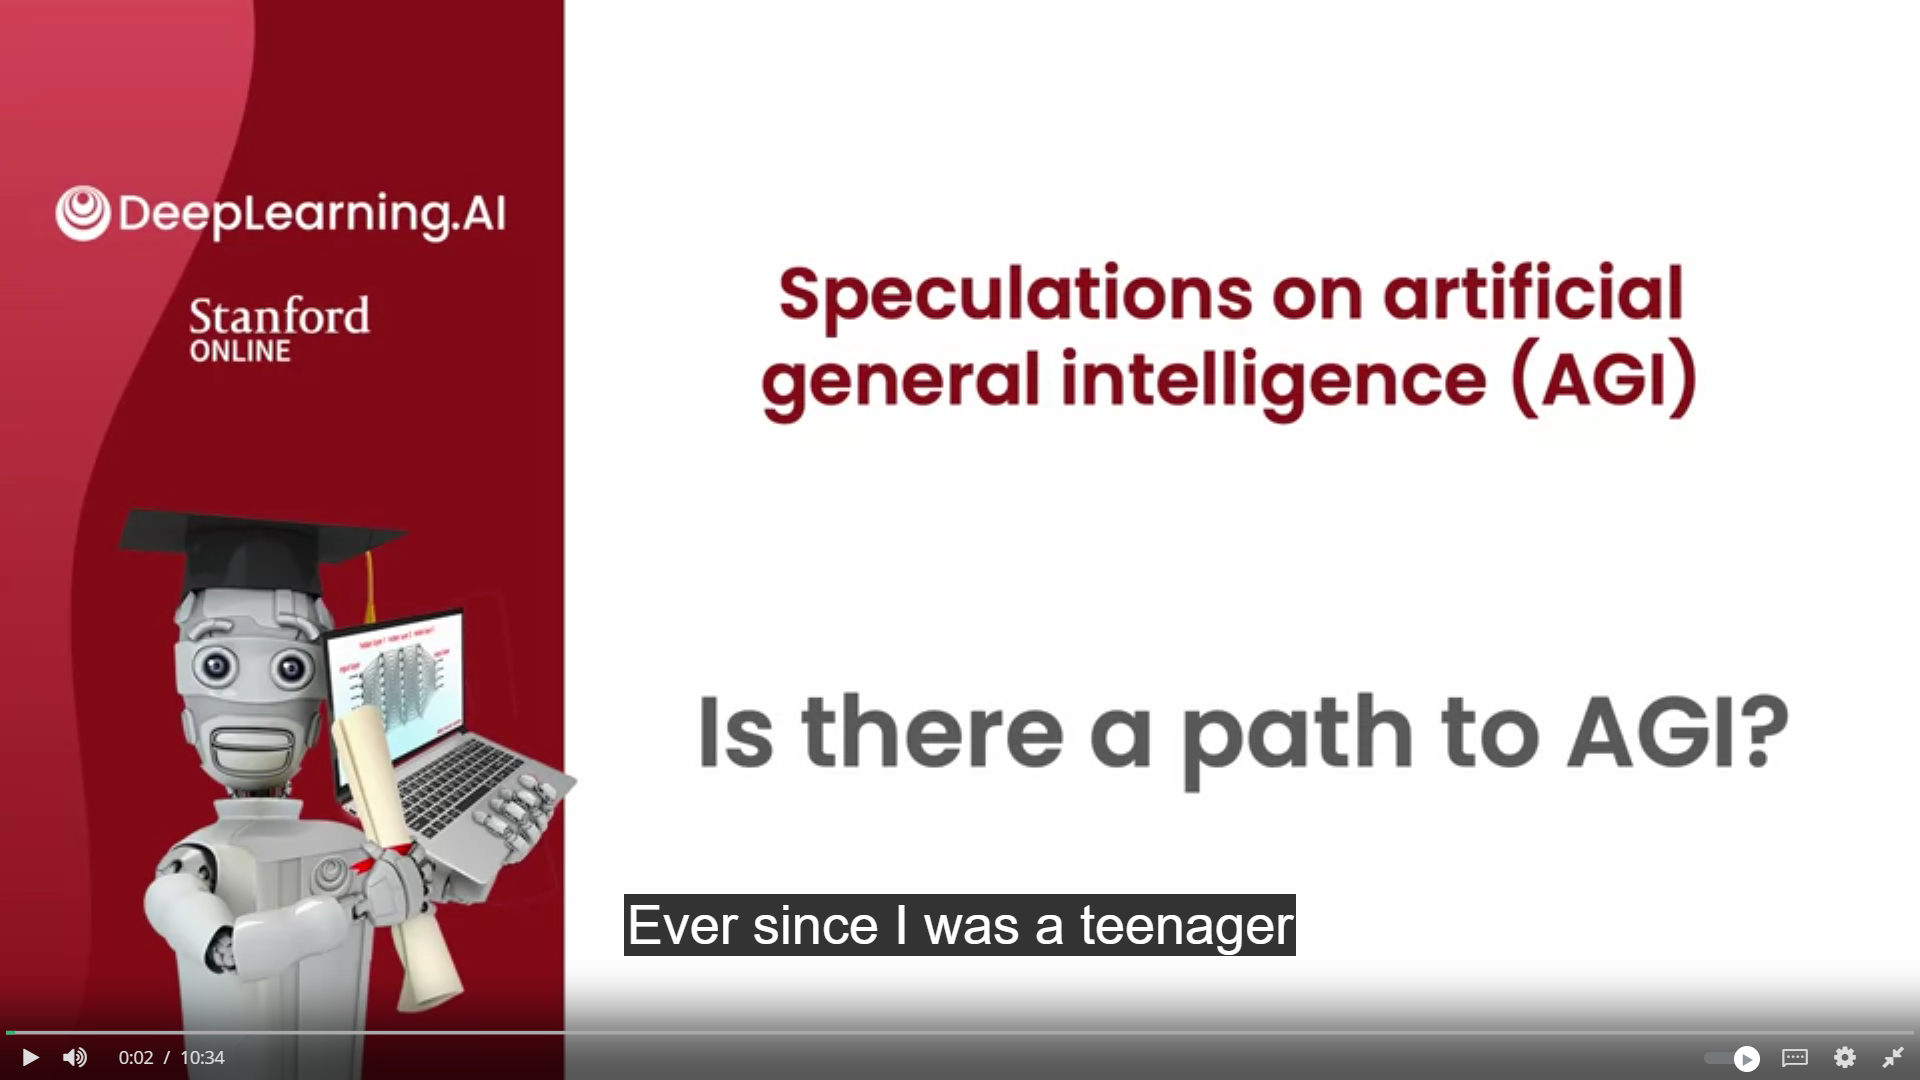 DeepLearning.AI
Stanford
ONLINE
Speculations on artificial
general intelligence (AGI)
Is there a path to AGI?
Ever since I was a teenager
0:02 / 10:34